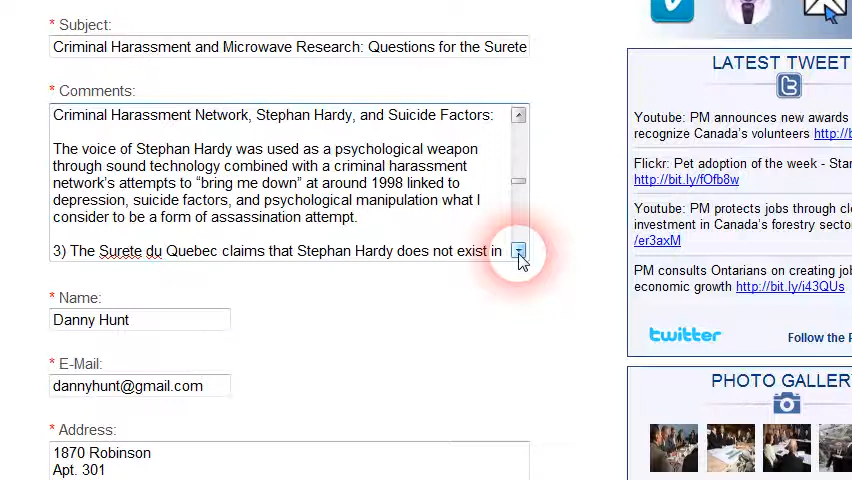 * Subject:
Criminal Harassment and Microwave Research: Questions for the Surete
* Comments:
Criminal Harassment Network, Stephan Hardy, and Suicide Factors:
The voice of Stephan Hardy was used as a psychological weapon
through sound technology combined with a criminal harassment
network's attempts to “bring me down” at around 1998 linked to
depression, suicide factors, and psychological manipulation what I
consider to be a form of assassination attempt.
3) The Surete du Quebec claims that Stephan Hardy does not exist in
* Name:
Danny Hunt
* E-Mail:
dannyhunt@gmail.com
* Address:
1870 Robinson
Apt. 301
LATEST TWEET
Youtube: PM announces new awards
recognize Canada's volunteers http://b
Flickr: Pet adoption of the week - Sta
http://bit.ly/fOfb8w
Youtube: PM protects jobs through cl
investment in Canada's forestry sector
/er3axM
PM consults Ontarians on creating jo
economic growth http://bit.ly/i43QUs
twitter
Follow the P
PHOTO GALLER